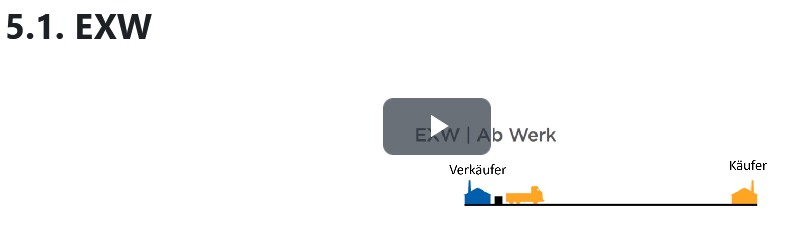 5.1. EXW
EXW | Ab Werk
Verkäufer
Käufer